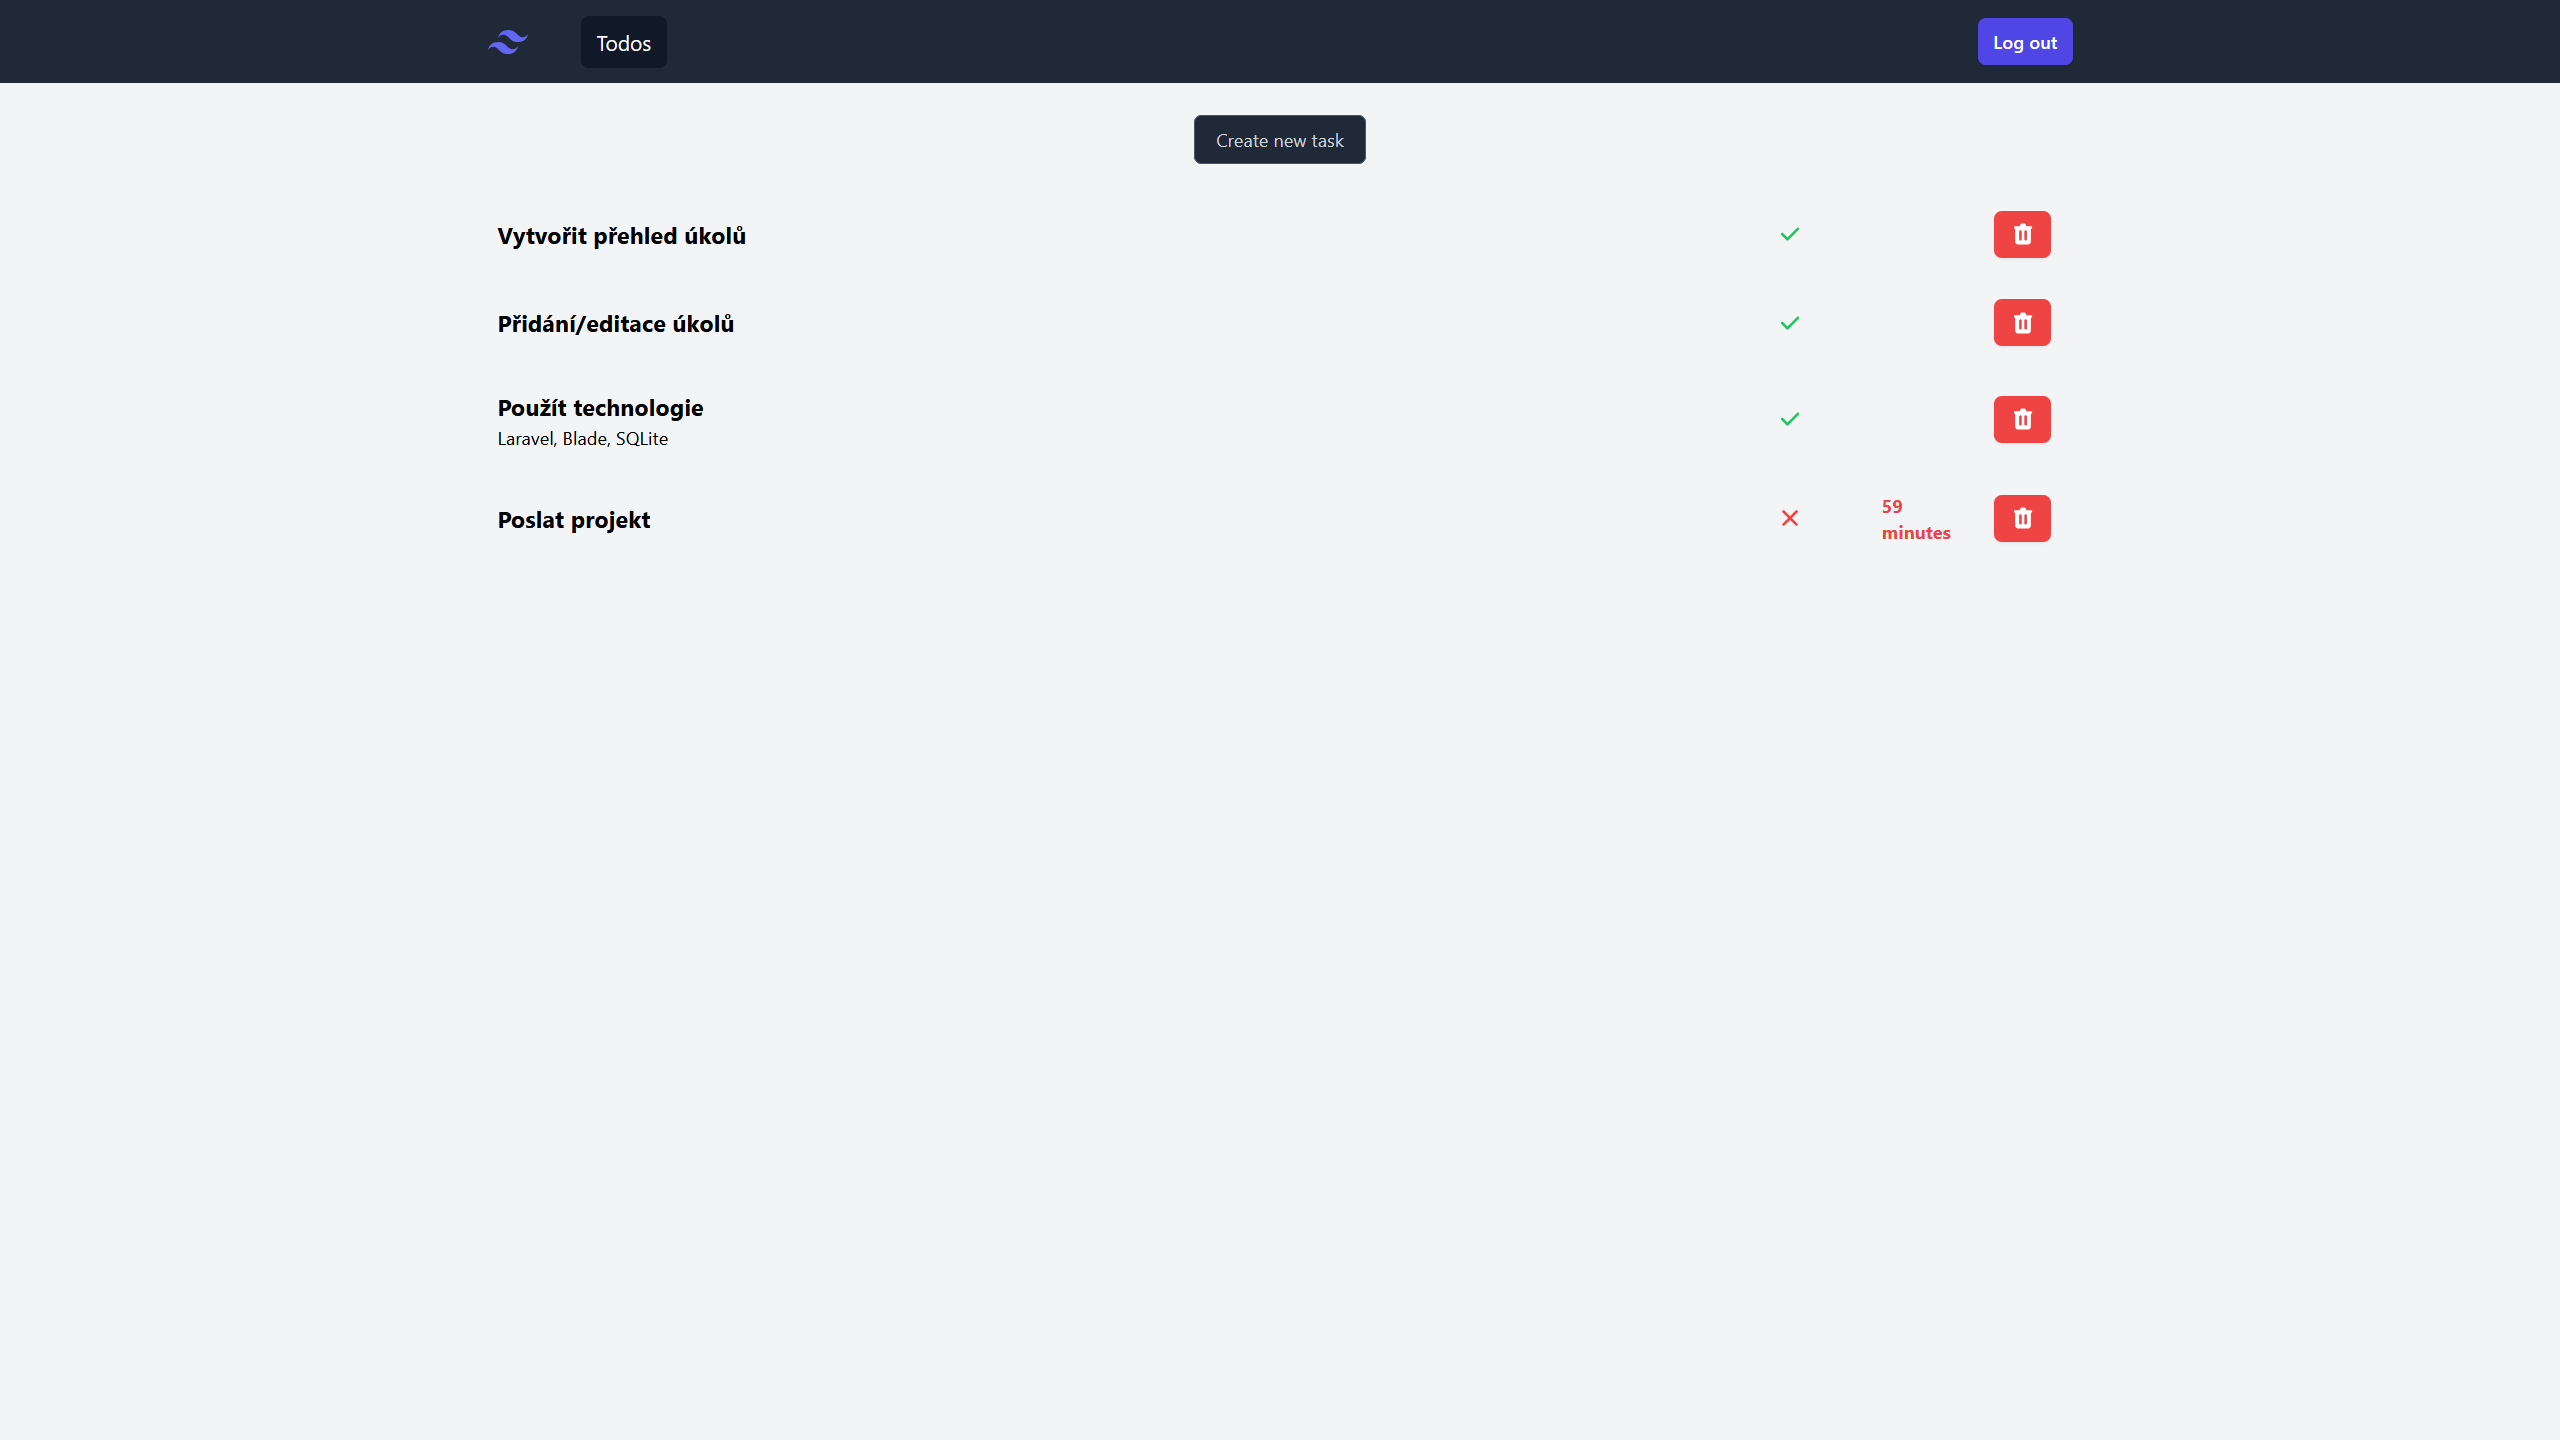 Todos
Log out
Create new task
Vytvořit přehled úkolů
Přidání/editace úkolů
Použít technologie
Laravel, Blade, SQLite
Poslat projekt
59
minutes